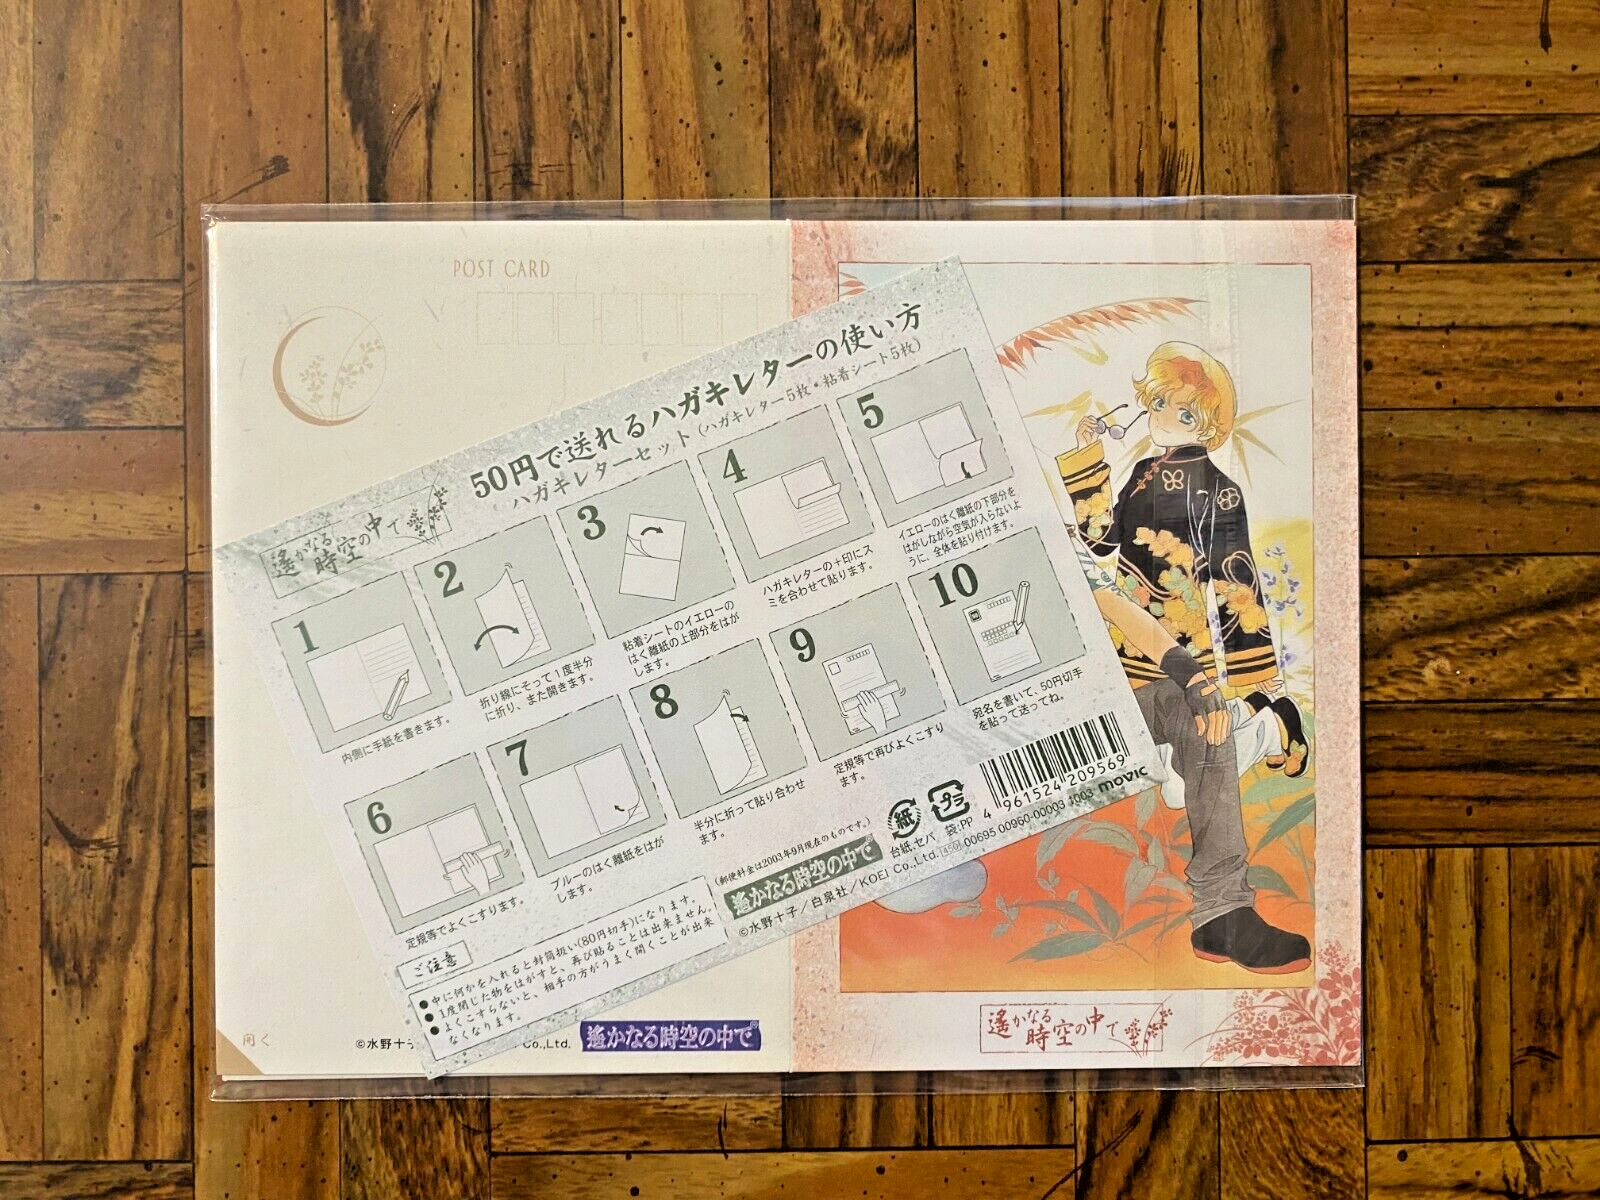 POST CARD
50円で送れるハガキレターの使い方
ハガキレターセット(ハガキレター5枚・粘着シート5枚)
遙かなる時空の中で
1
内側に手紙を書きます。
2
折り線にそって1度半分
に折り、また開きます。
3
粘着シートのイエローの
はく離紙の上部分をはが
します。
4
ハガキレターの+印にス
ミを合わせて貼ります。
5
イエローのはく離紙の下部分を
はがしながら空気が入らないよ
うに、全体を貼り付けます。
6
定規等でよくこすります。
7
ブルーのはく離紙をはが
します。
8
半分に折って貼り合わせ
ます。
9
定規等で再びよくこすり
ます。
10
宛名を書いて、50円切手
を貼って送ってね。
ご注意
●中に何かを入れると封筒扱い(80円切手)になります。
●1度閉じた物をはがすと、再び貼ることは出来ません。
●よくこすらないと、相手の方がうまく開くことが出来
なくなります。
(郵便料金は2003年9月現在のものです。)
遙かなる時空の中で
©水野十子/白泉社/KOEI Co.,Ltd.
紙 プラ
台紙:セパ 袋:PP
4 961524 209569
450 00695 00960-00003 1003 movic
開く
©水野十子
Co.,Ltd.
遙かなる時空の中で
遙かなる時空の中で